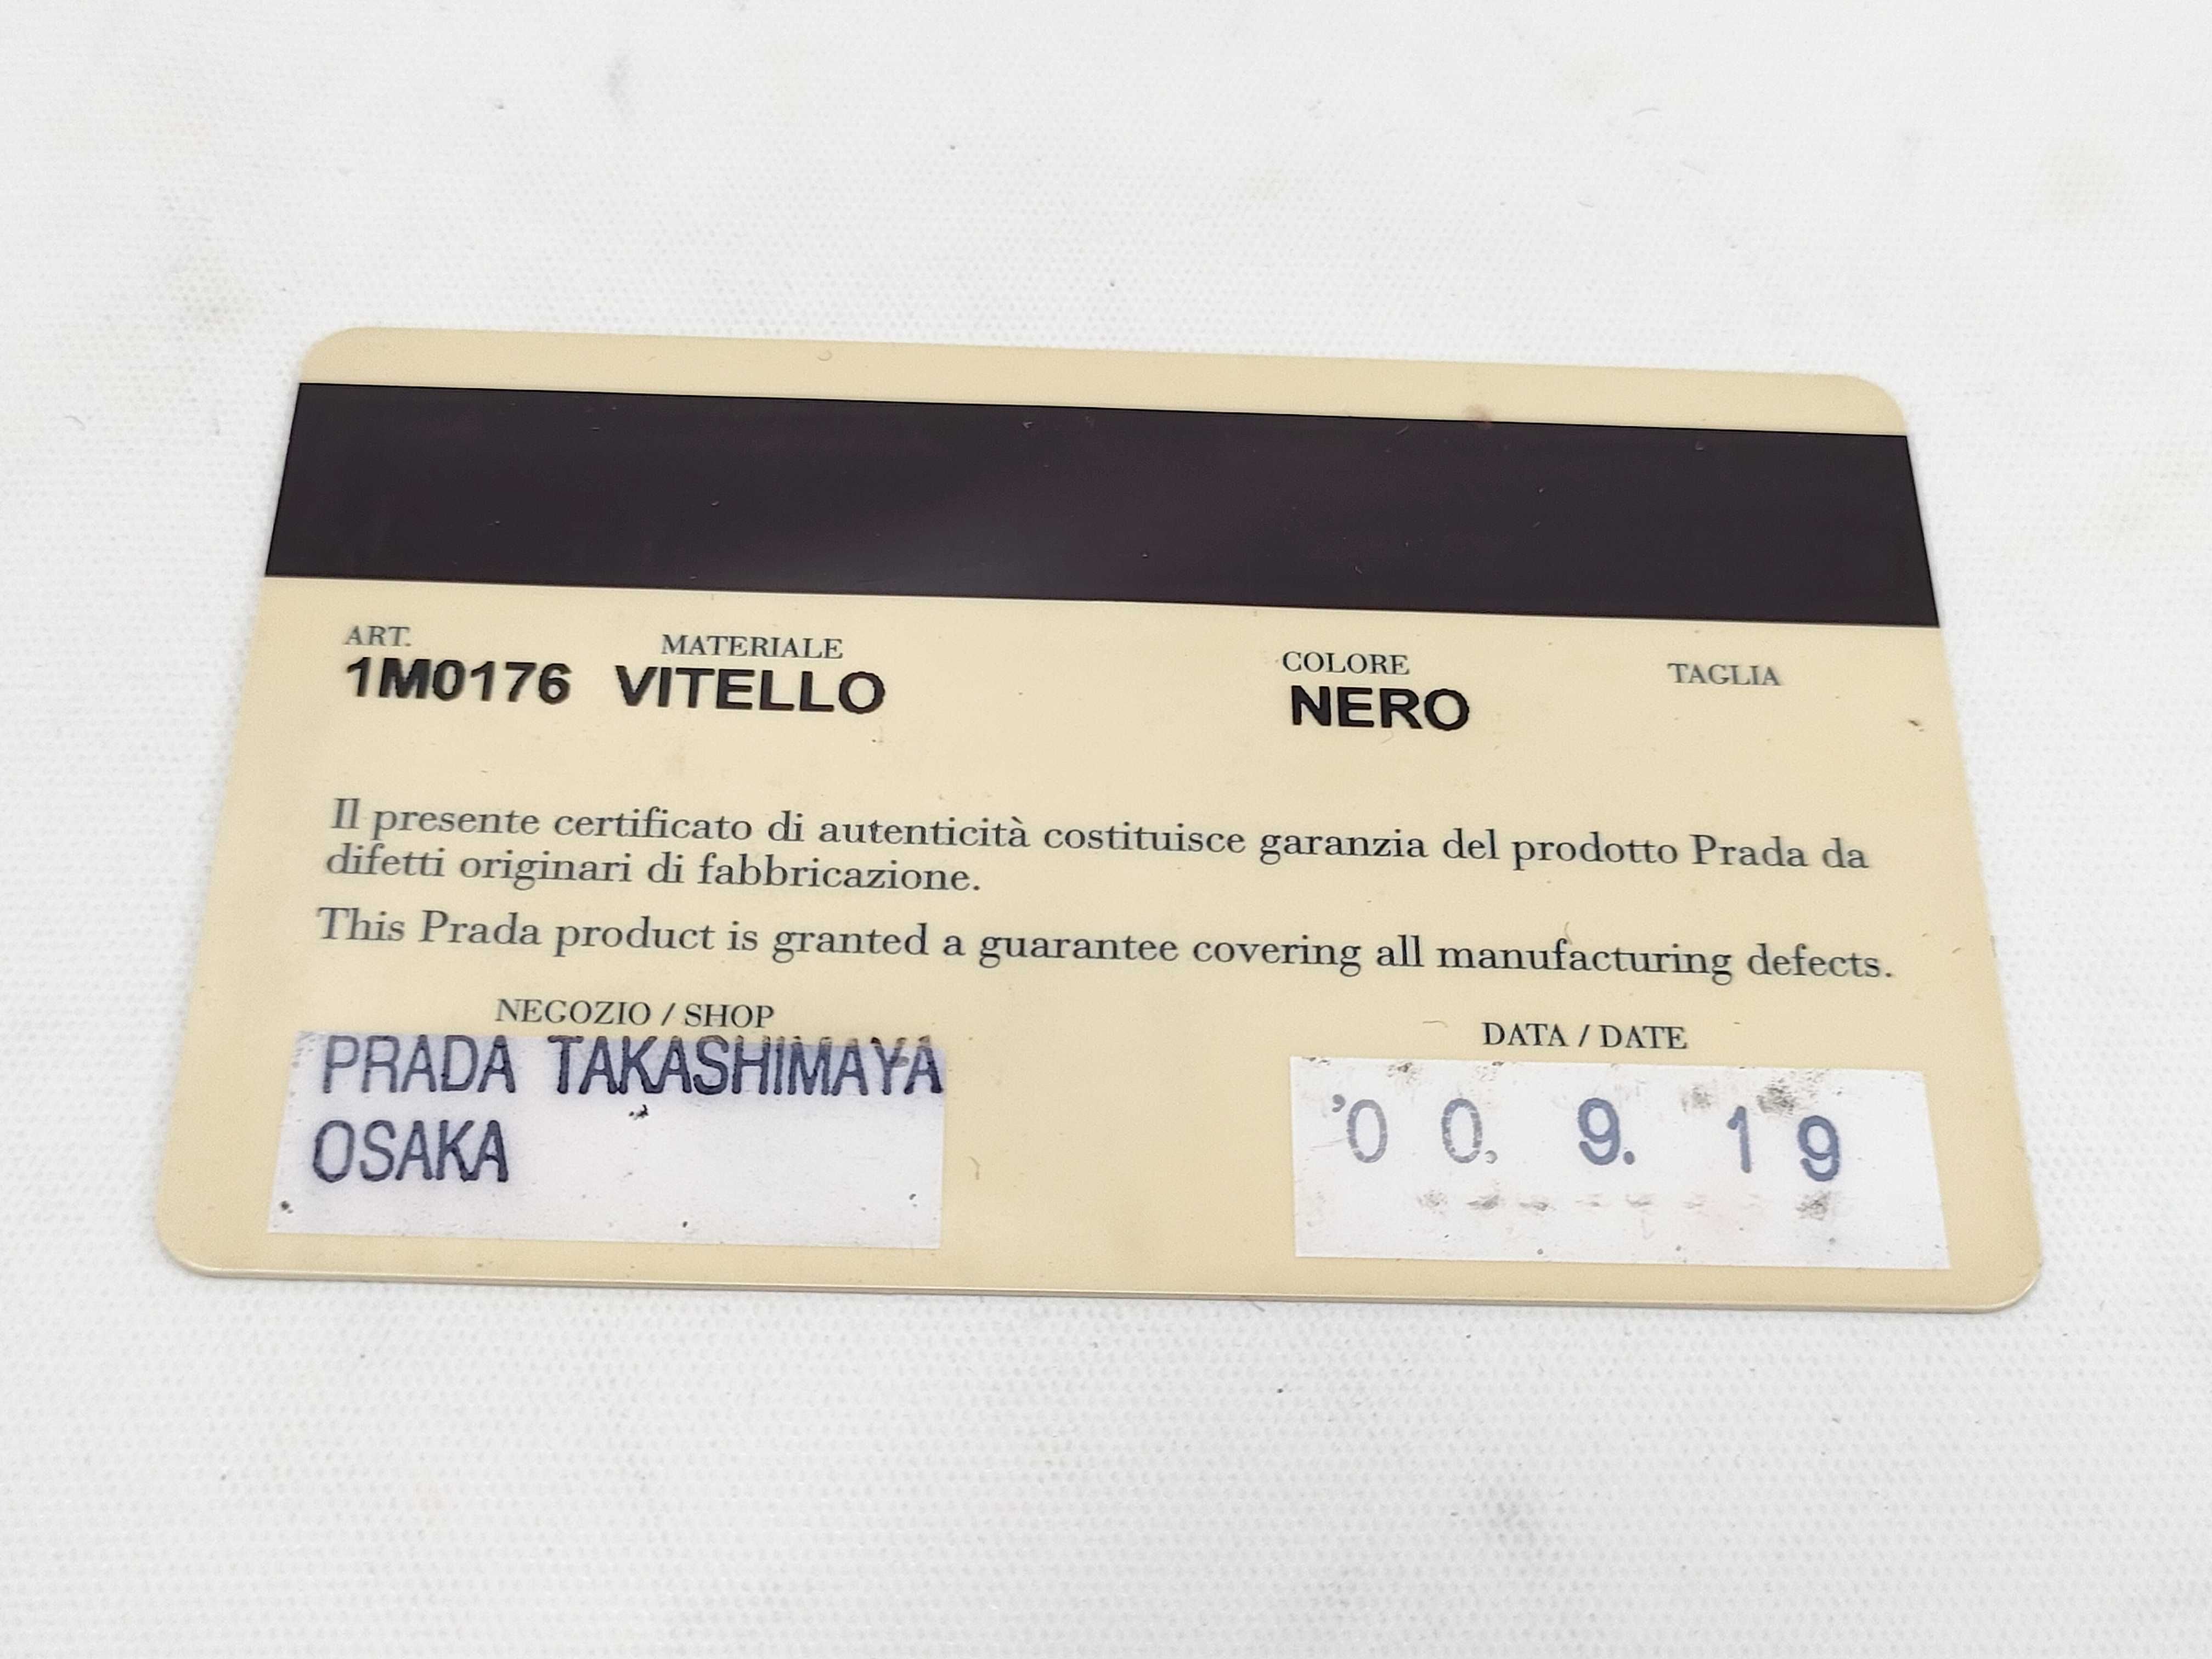 ART. MATERIALE COLORE TAGLIA
1M0176 VITELLO NERO
Il presente certificato di autenticità costituisce garanzia del prodotto Prada da
difetti originari di fabbricazione.
This Prada product is granted a guarantee covering all manufacturing defects.
NEGOZIO / SHOP DATA / DATE
PRADA TAKASHIMAYA
OSAKA
'00. 9. 19